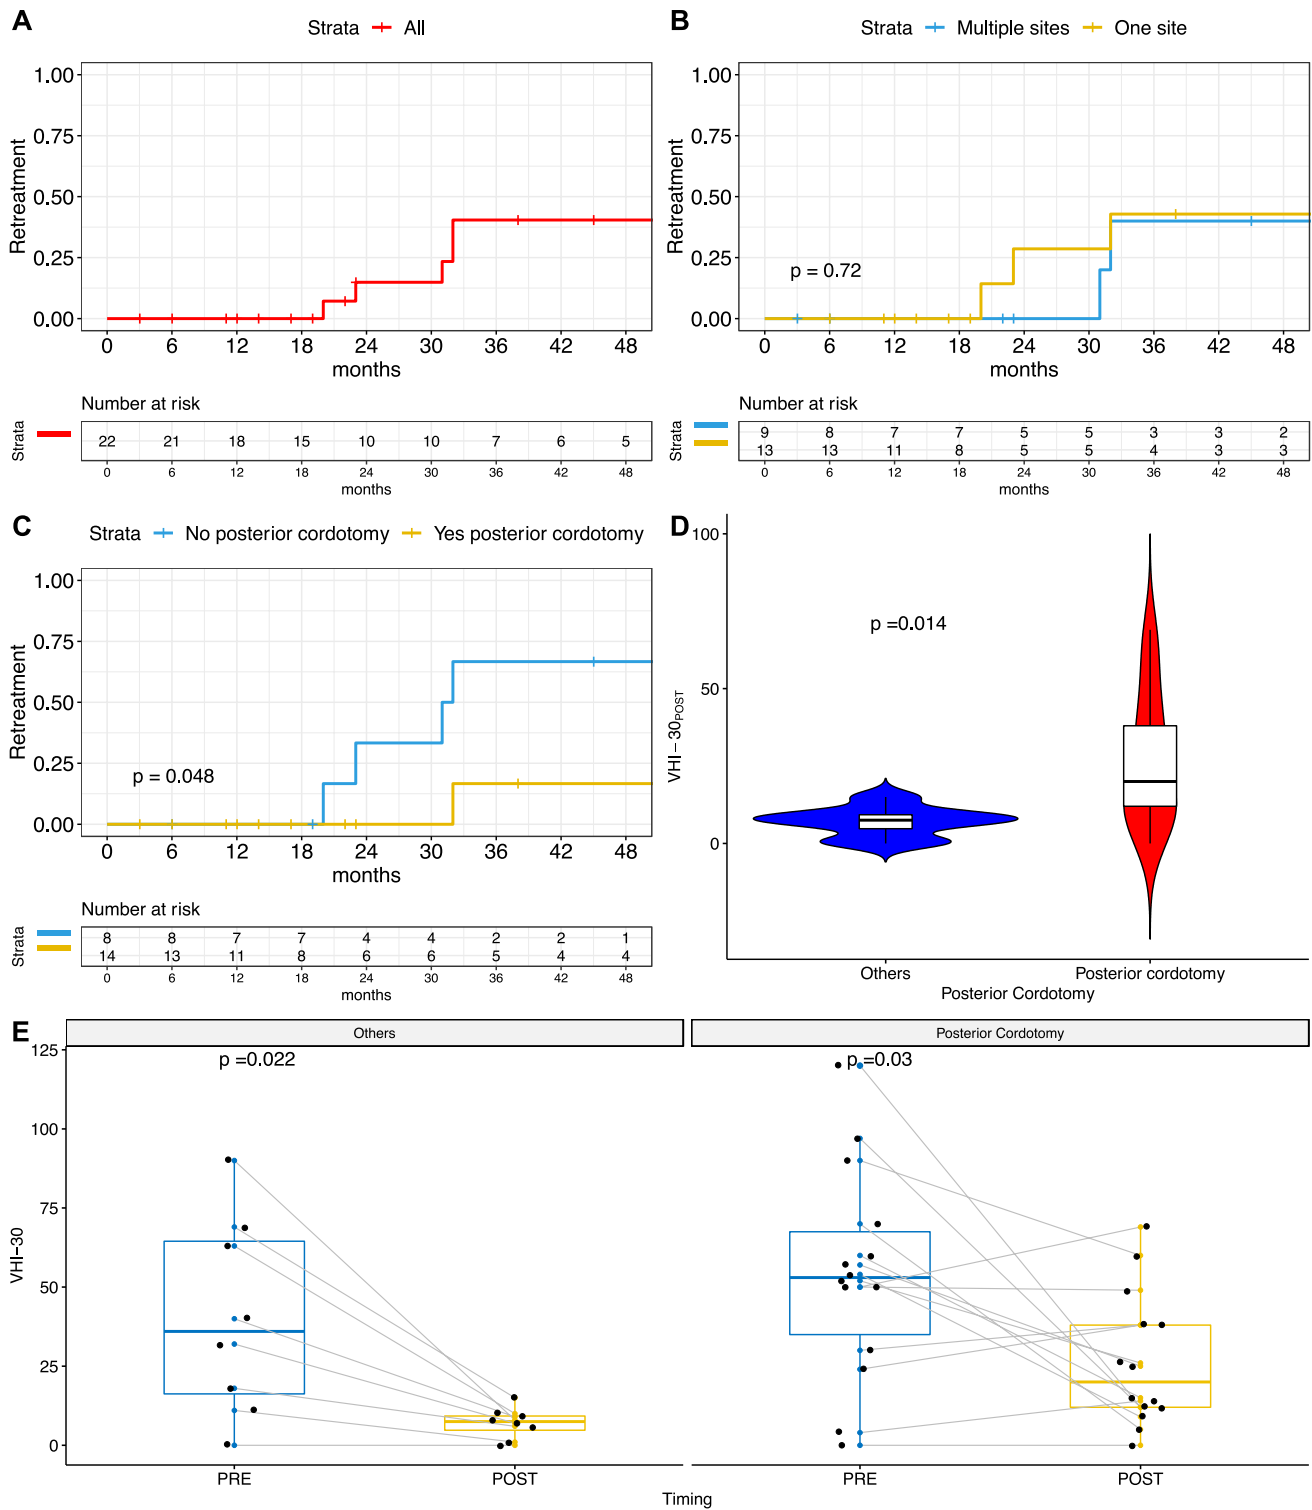 A
Strata All
1.00
0.75
0.50
0.25
0.00
Retreatment
0 6 12 18 24 30 36 42 48
months
Number at risk
Strata
22 21 18 15 10 10 7 6 5
0 6 12 18 24 30 36 42 48
months
B
Strata Multiple sites One site
1.00
0.75
0.50
0.25
0.00
Retreatment
p = 0.72
0 6 12 18 24 30 36 42 48
months
Number at risk
Strata
9 8 7 7 5 5 3 3 2
13 13 11 8 5 5 4 3 3
0 6 12 18 24 30 36 42 48
months
C
Strata No posterior cordotomy Yes posterior cordotomy
1.00
0.75
0.50
0.25
0.00
Retreatment
p = 0.048
0 6 12 18 24 30 36 42 48
months
Number at risk
Strata
8 8 7 7 4 4 2 2 1
14 13 11 8 6 6 5 4 4
0 6 12 18 24 30 36 42 48
months
D
100
50
0
VHI−30POST
p =0.014
Others Posterior cordotomy
Posterior Cordotomy
E
Others Posterior Cordotomy
125
100
75
50
25
0
VHI−30
p =0.022
p =0.03
PRE POST PRE POST
Timing